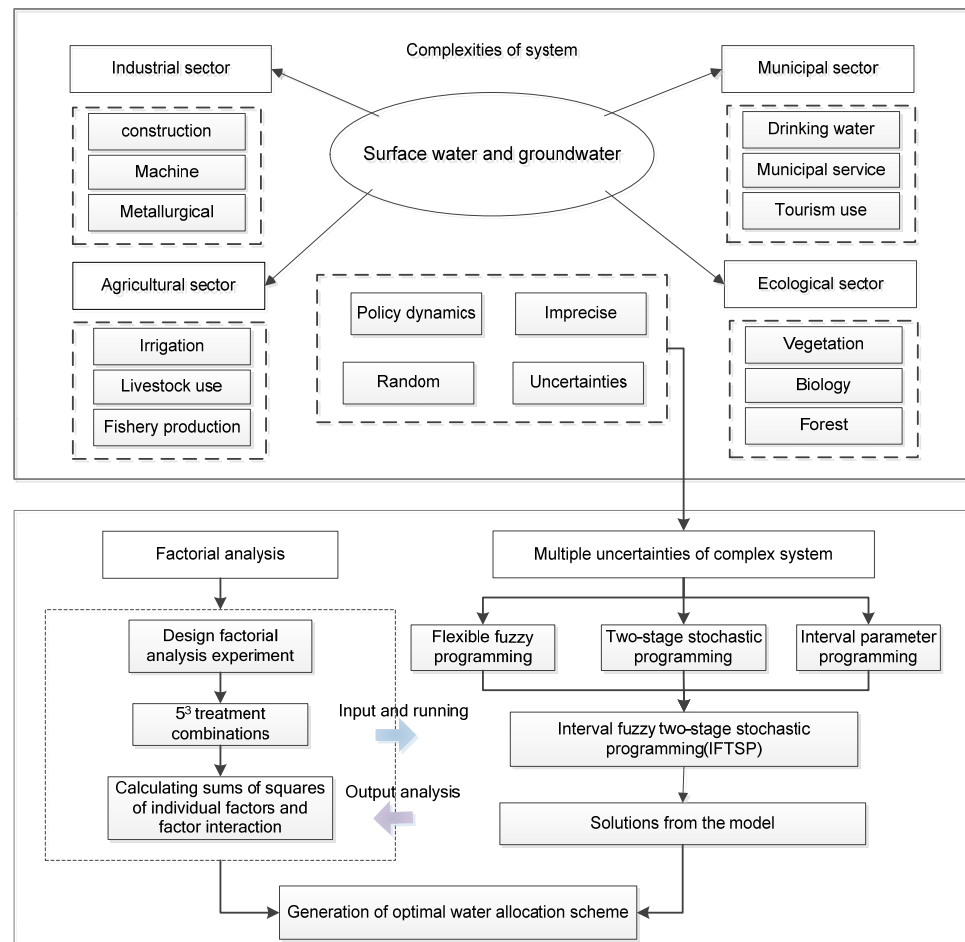 Complexities of system
Industrial sector
Municipal sector
Surface water and groundwater
construction
Machine
Metallurgical
Drinking water
Municipal service
Tourism use
Agricultural sector
Ecological sector
Irrigation
Livestock use
Fishery production
Policy dynamics
Imprecise
Random
Uncertainties
Vegetation
Biology
Forest
Factorial analysis
Design factorial
analysis experiment
5³ treatment
combinations
Calculating sums of squares
of individual factors and
factor interaction
Input and running
Output analysis
Multiple uncertainties of complex system
Flexible fuzzy
programming
Two-stage stochastic
programming
Interval parameter
programming
Interval fuzzy two-stage stochastic
programming(IFTSP)
Solutions from the model
Generation of optimal water allocation scheme